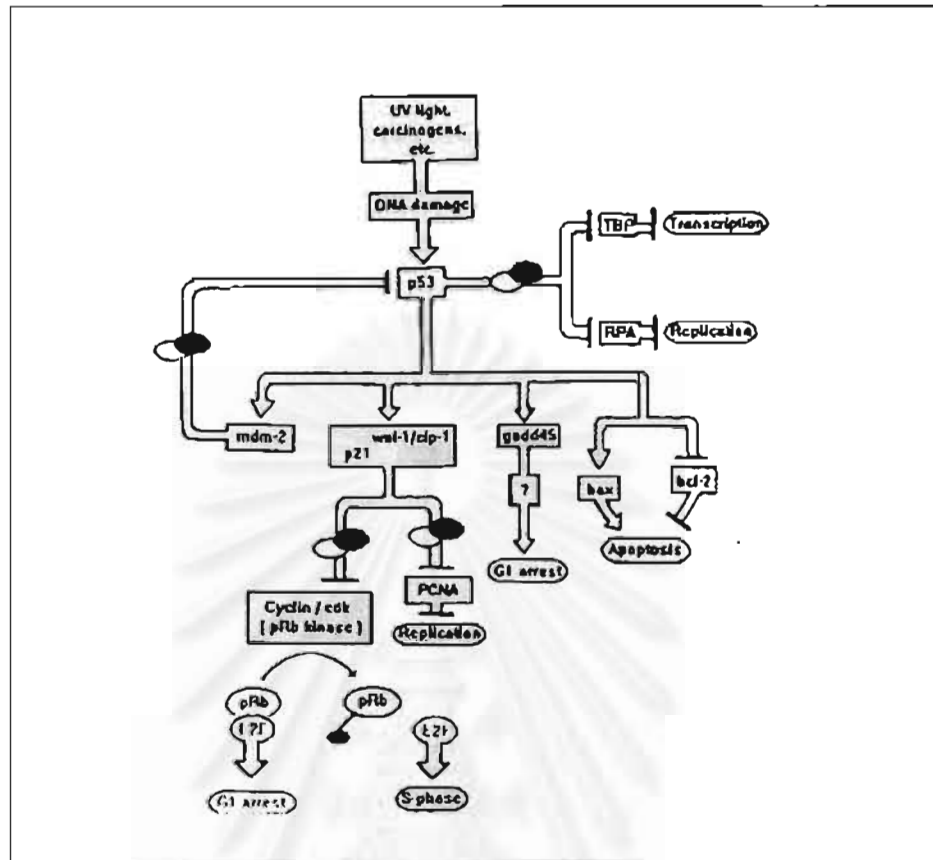 UV light,
carcinogens,
etc.
DNA damage
p53
TBP
Transcription
RPA
Replication
mdm-2
waf-1/cip-1
p21
gadd45
bax
bcl-2
?
Apoptosis
G1 arrest
PCNA
Cyclin / cdk
[ pRb kinase ]
Replication
pRb
pRb
E2F
E2F
G1 arrest
S-phase